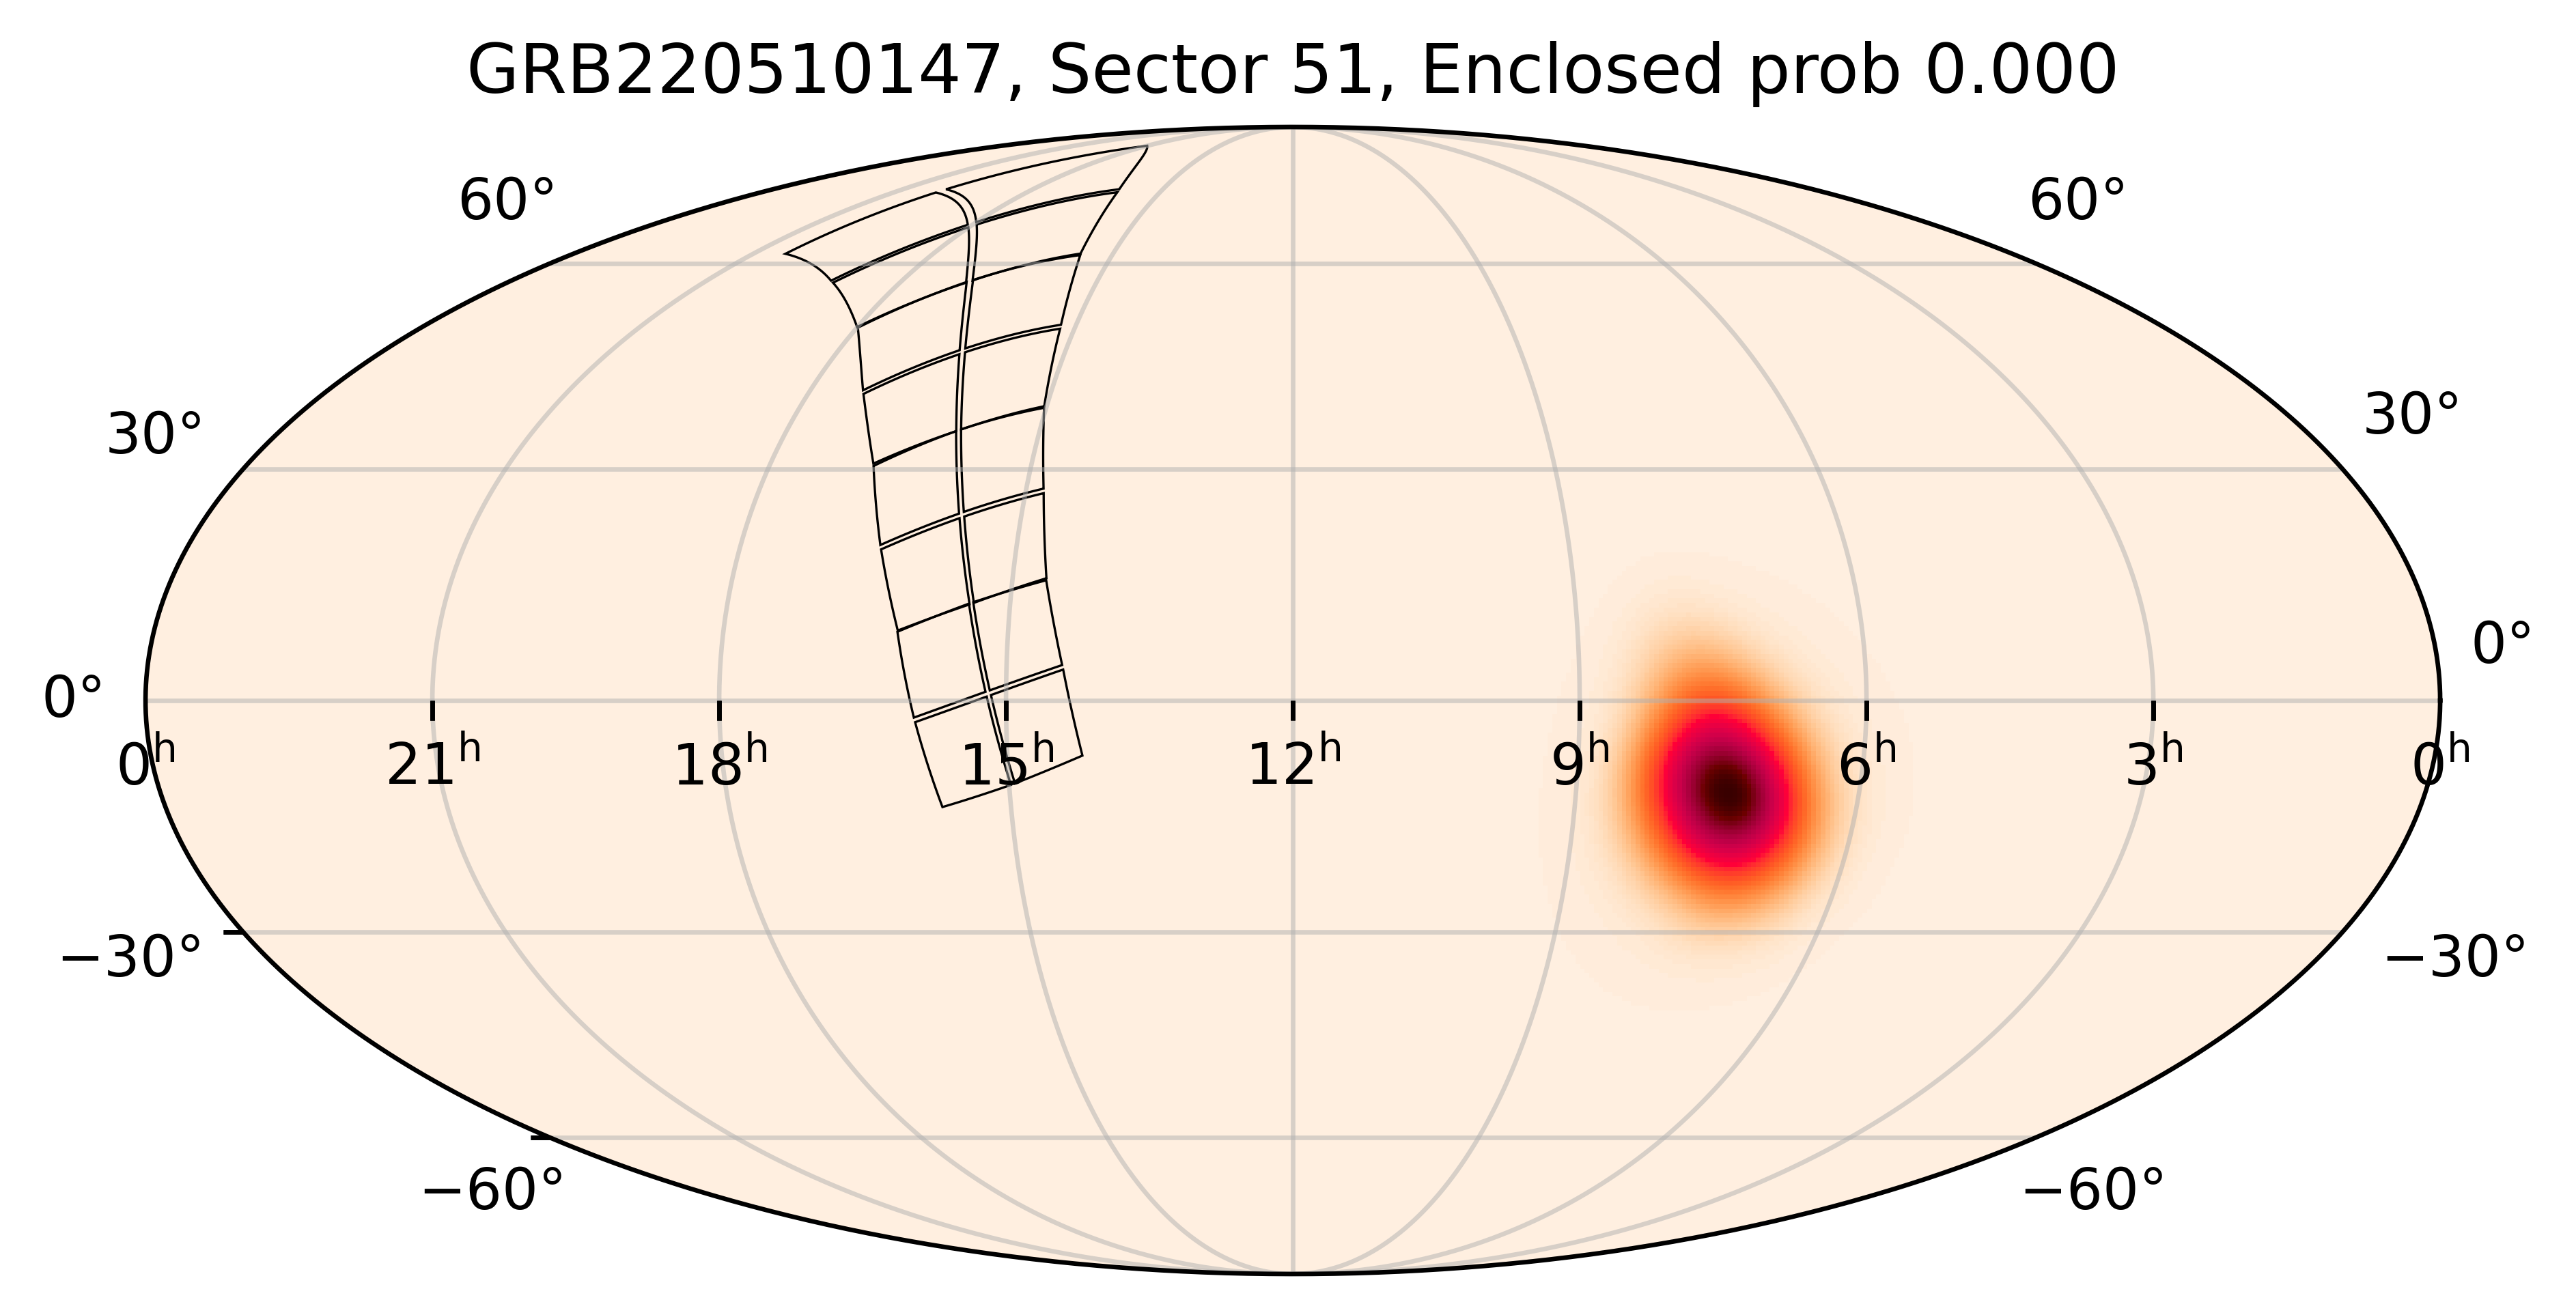 GRB220510147, Sector 51, Enclosed prob 0.000
60° 60°
30° 30°
0° 0°
0ʰ 21ʰ 18ʰ 15ʰ 12ʰ 9ʰ 6ʰ 3ʰ 0ʰ
−30° −30°
−60° −60°